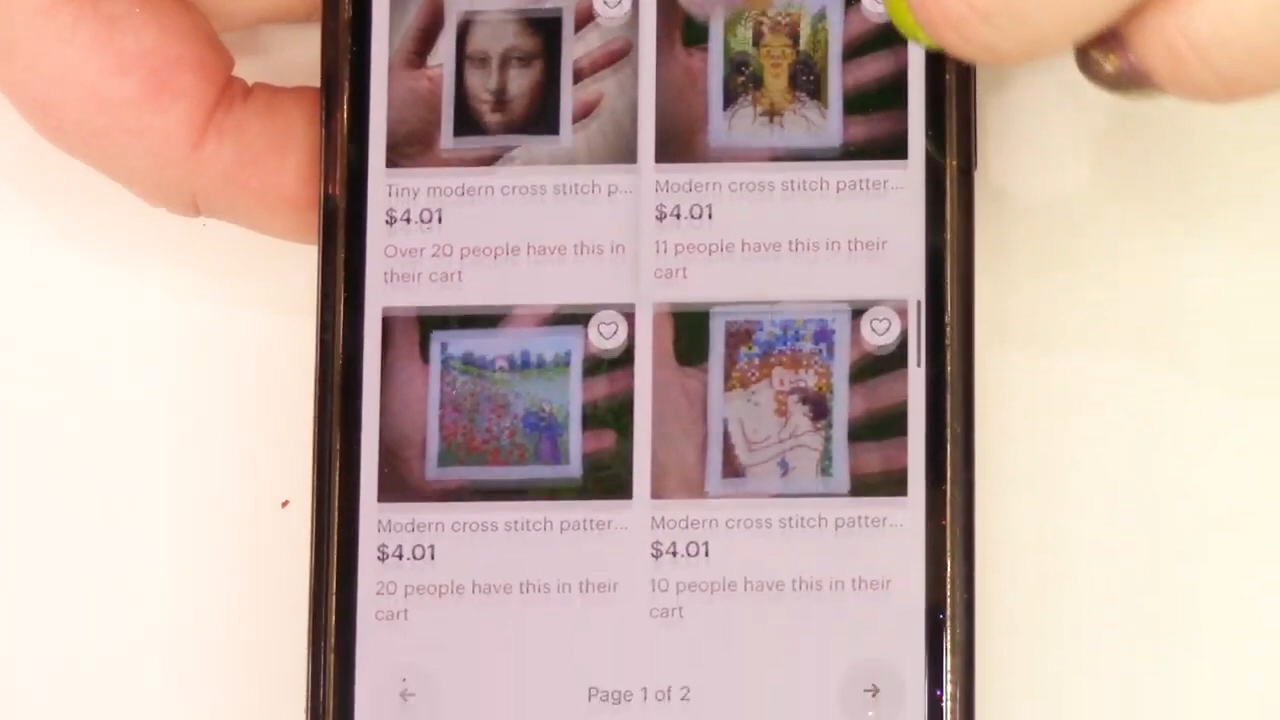 Tiny modern cross stitch p...
$4.01
Over 20 people have this in
their cart
Modern cross stitch patter...
$4.01
11 people have this in their
cart
Modern cross stitch patter...
$4.01
20 people have this in their
cart
Modern cross stitch patter...
$4.01
10 people have this in their
cart
Page 1 of 2